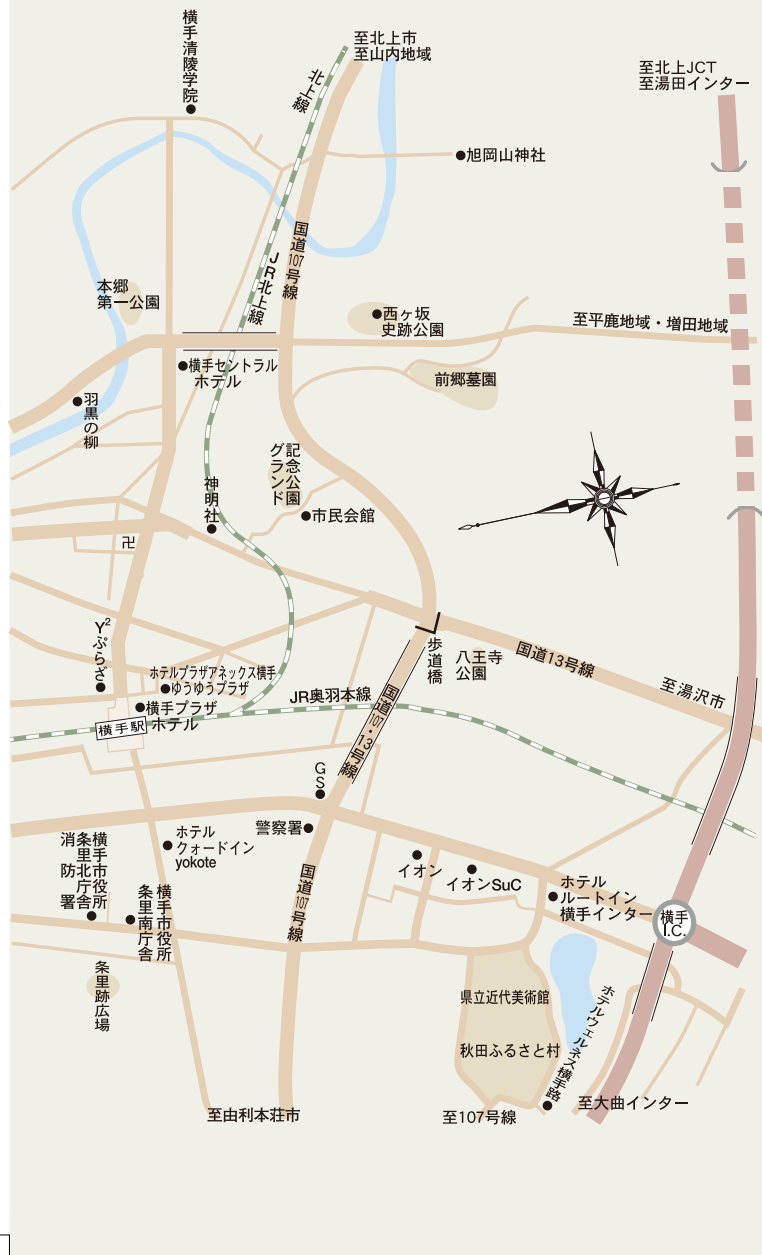 横手清陵学院
至北上市
至山内地域
北上線
至北上JCT
至湯田インター
旭岡山神社
国道107号線
JR北上線
本郷
第一公園
西ヶ坂
史跡公園
至平鹿地域・増田地域
横手セントラル
ホテル
前郷墓園
羽黒の柳
記念公園
グランド
神明社
市民会館
卍
Y²ぷらざ
歩道橋
八王寺
公園
国道13号線
至湯沢市
ホテルプラザアネックス横手
ゆうゆうプラザ
横手プラザ
ホテル
横手駅
JR奥羽本線
国道107・13号線
GS
警察署
ホテル
クォードイン
yokote
横手市役所
条里北庁舎
消防署
横手市役所
条里南庁舎
国道107号線
イオン
イオンSuC
ホテル
ルートイン
横手インター
横手
I.C.
条里跡広場
県立近代美術館
秋田ふるさと村
ホテルウェルネス横手路
至由利本荘市
至107号線
至大曲インター